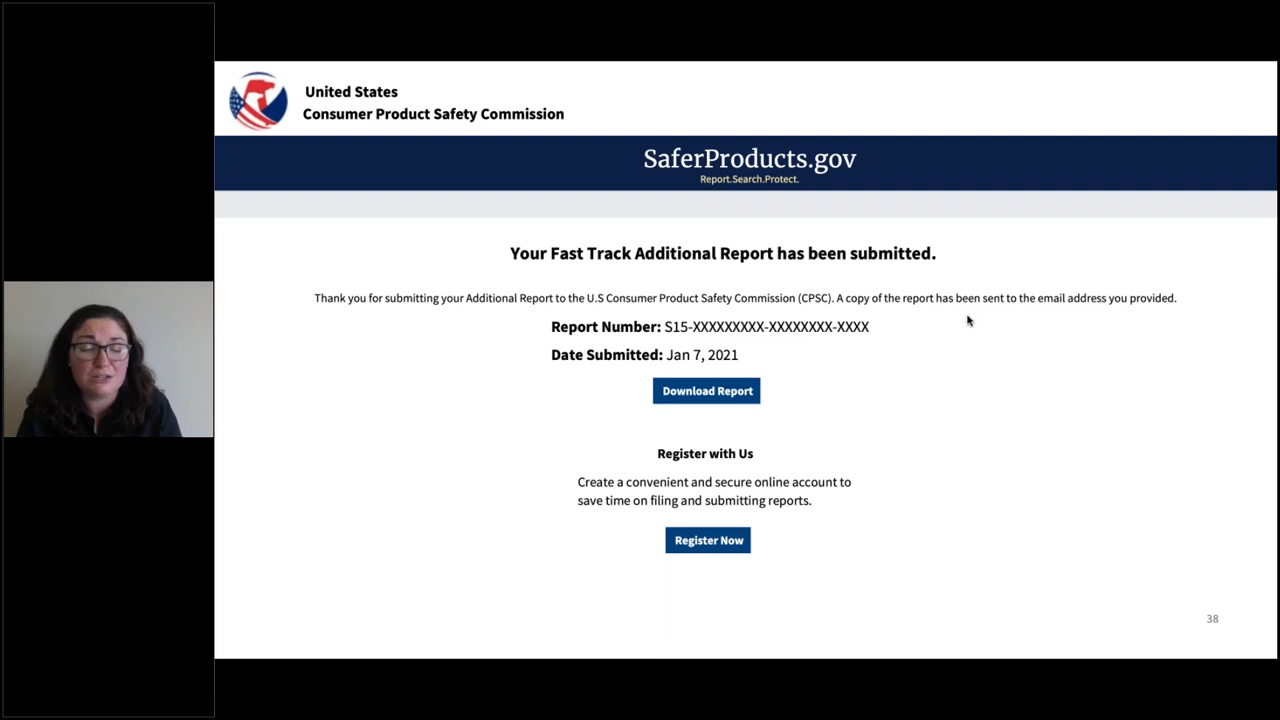 United States
Consumer Product Safety Commission
SaferProducts.gov
Report.Search.Protect.
Your Fast Track Additional Report has been submitted.
Thank you for submitting your Additional Report to the U.S Consumer Product Safety Commission (CPSC). A copy of the report has been sent to the email address you provided.
Report Number: S15-XXXXXXXXX-XXXXXXXX-XXXX
Date Submitted: Jan 7, 2021
Download Report
Register with Us
Create a convenient and secure online account to
save time on filing and submitting reports.
Register Now
38